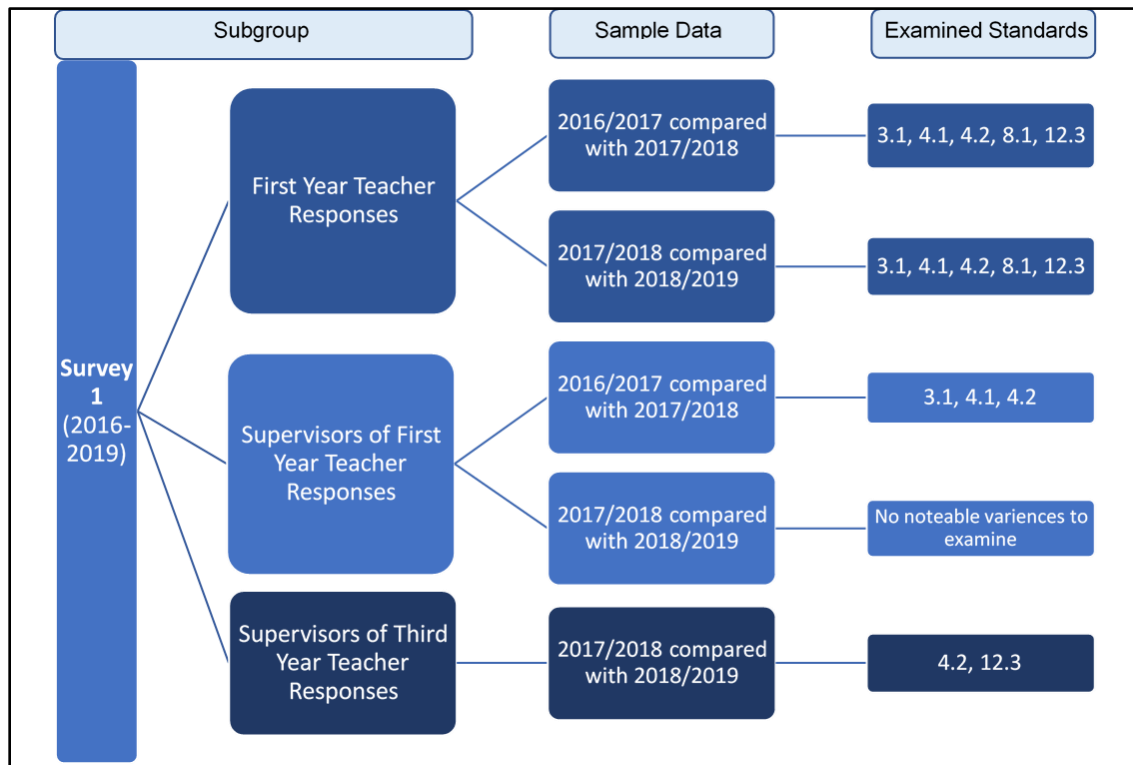 Subgroup
Sample Data
Examined Standards
Survey
1
(2016-
2019)
First Year Teacher
Responses
2016/2017 compared
with 2017/2018
3.1, 4.1, 4.2, 8.1, 12.3
2017/2018 compared
with 2018/2019
3.1, 4.1, 4.2, 8.1, 12.3
Supervisors of First
Year Teacher
Responses
2016/2017 compared
with 2017/2018
3.1, 4.1, 4.2
2017/2018 compared
with 2018/2019
No noteable variences to
examine
Supervisors of Third
Year Teacher
Responses
2017/2018 compared
with 2018/2019
4.2, 12.3